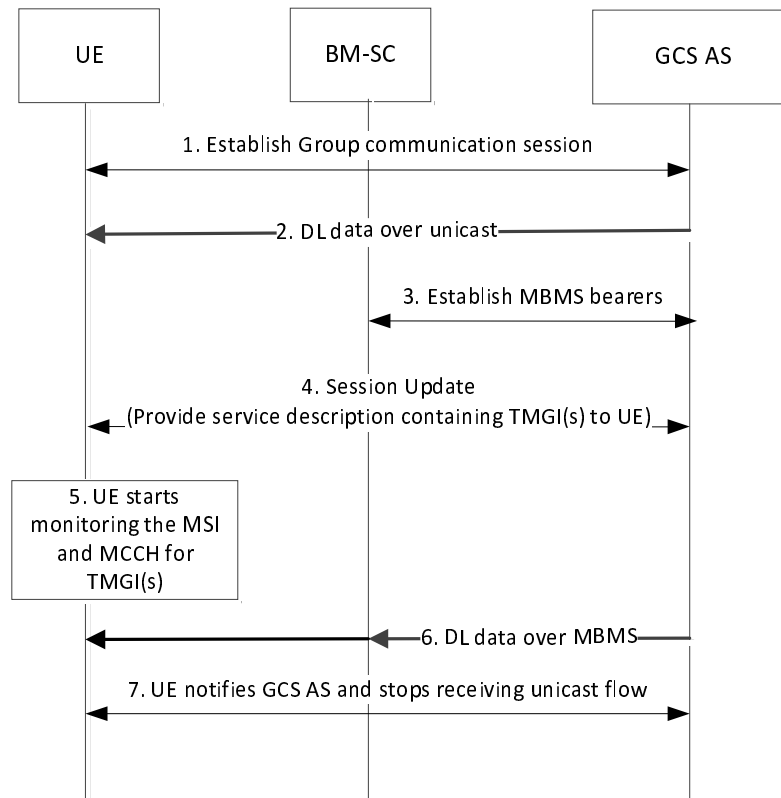 UE
BM-SC
GCS AS
1. Establish Group communication session
2. DL data over unicast
3. Establish MBMS bearers
4. Session Update
(Provide service description containing TMGI(s) to UE)
5. UE starts
monitoring the MSI
and MCCH for
TMGI(s)
6. DL data over MBMS
7. UE notifies GCS AS and stops receiving unicast flow